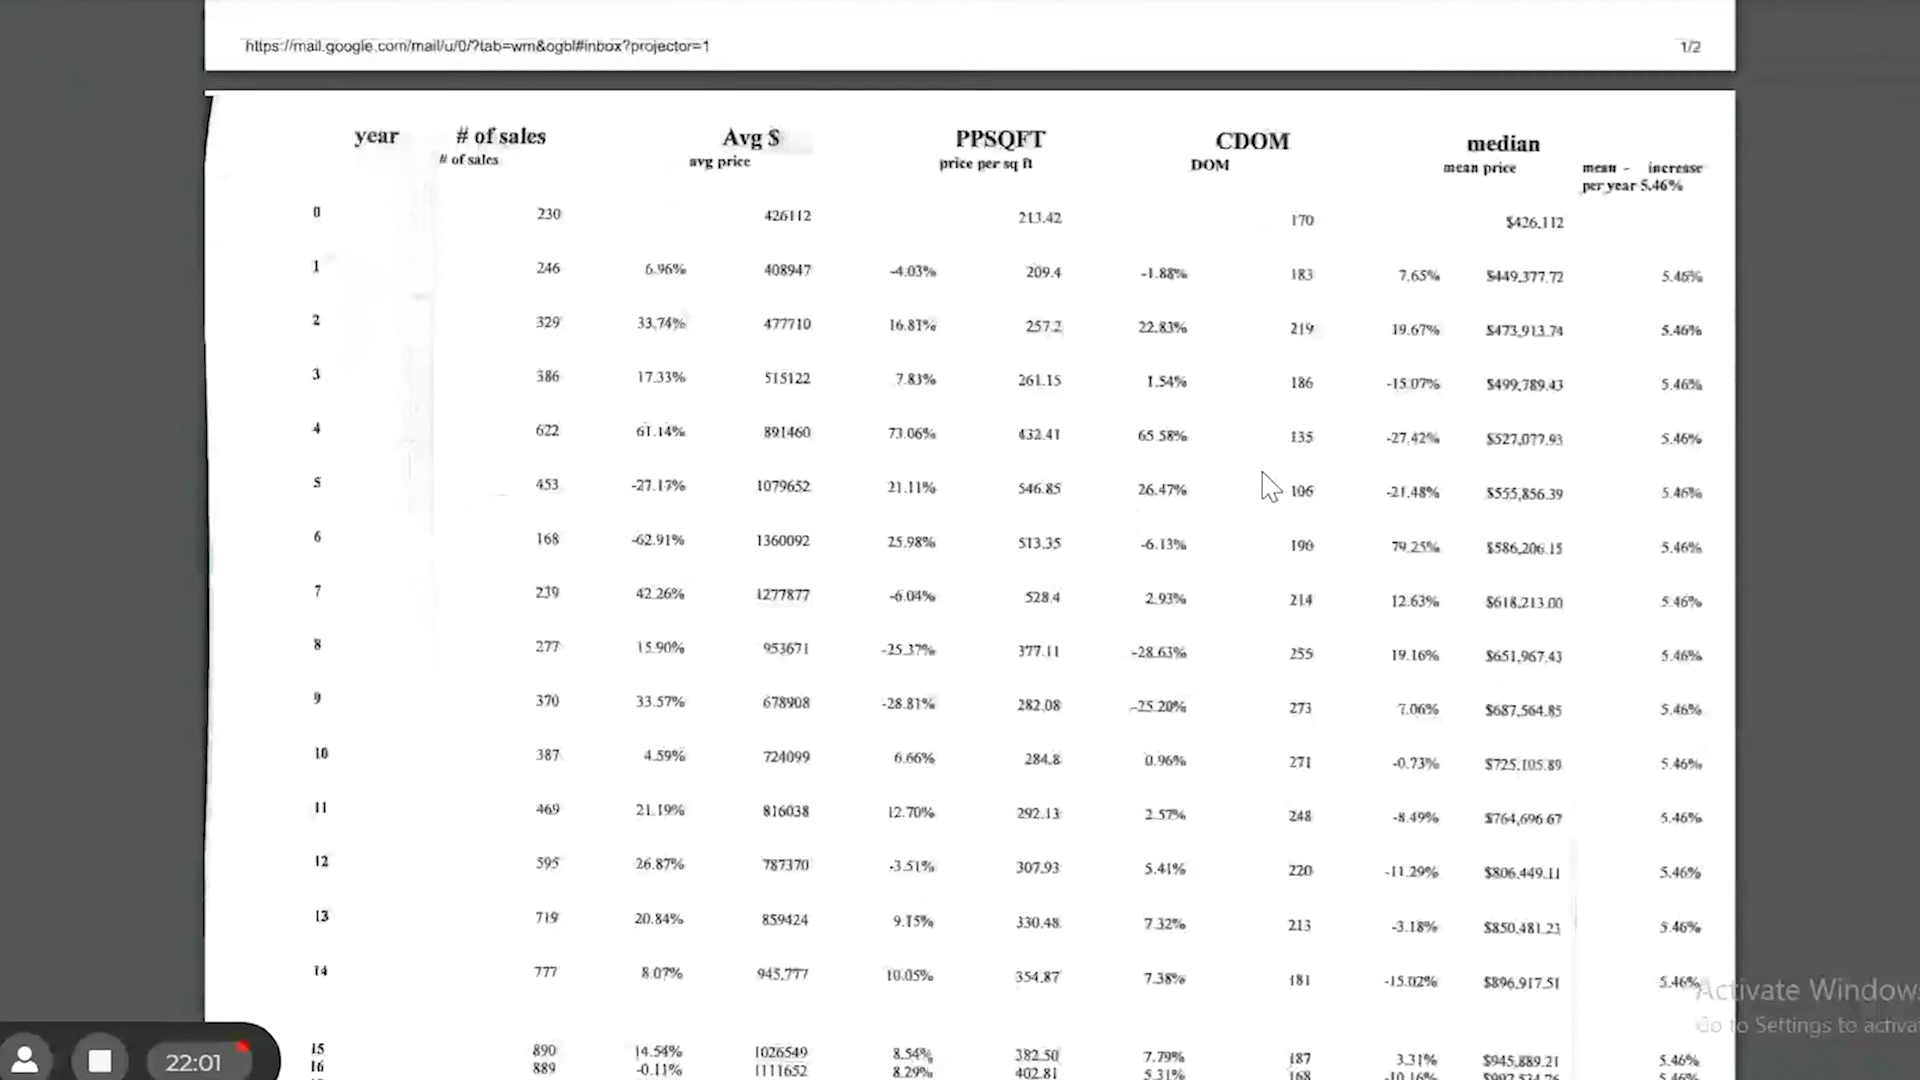 https://mail.google.com/mail/u/0/?tab=wm&ogbl#inbox?projector=1 1/2
year # of sales Avg $ PPSQFT CDOM median
# of sales avg price price per sq ft DOM mean price mean - increase
per year 5.46%
0 230 426112 213.42 170 $426,112
1 246 6.96% 408947 -4.03% 209.4 -1.88% 183 7.65% $449,377.72 5.46%
2 329 33.74% 477710 16.81% 257.2 22.83% 219 19.67% $473,913.74 5.46%
3 386 17.33% 515122 7.83% 261.15 1.54% 186 -15.07% $499,789.43 5.46%
4 622 61.14% 891460 73.06% 432.41 65.58% 135 -27.42% $527,077.93 5.46%
5 453 -27.17% 1079652 21.11% 546.85 26.47% 106 -21.48% $555,856.39 5.46%
6 168 -62.91% 1360092 25.98% 513.35 -6.13% 190 79.25% $586,206.15 5.46%
7 239 42.26% 1277877 -6.04% 528.4 2.93% 214 12.63% $618,213.00 5.46%
8 277 15.90% 953671 -25.37% 377.11 -28.63% 255 19.16% $651,967.43 5.46%
9 370 33.57% 678908 -28.81% 282.08 -25.20% 273 7.06% $687,564.85 5.46%
10 387 4.59% 724099 6.66% 284.8 0.96% 271 -0.73% $725,105.89 5.46%
11 469 21.19% 816038 12.70% 292.13 2.57% 248 -8.49% $764,696.67 5.46%
12 595 26.87% 787370 -3.51% 307.93 5.41% 220 -11.29% $806,449.11 5.46%
13 719 20.84% 859424 9.15% 330.48 7.32% 213 -3.18% $850,481.23 5.46%
14 777 8.07% 945,777 10.05% 354.87 7.38% 181 -15.02% $896,917.51 5.46%
Activate Windows
Go to Settings to activa
15 890 14.54% 1026549 8.54% 382.50 7.79% 187 3.31% $945,889.21 5.46%
16 889 -0.11% 1111652 8.29% 402.81 5.31% 168 -10.16%
22:01